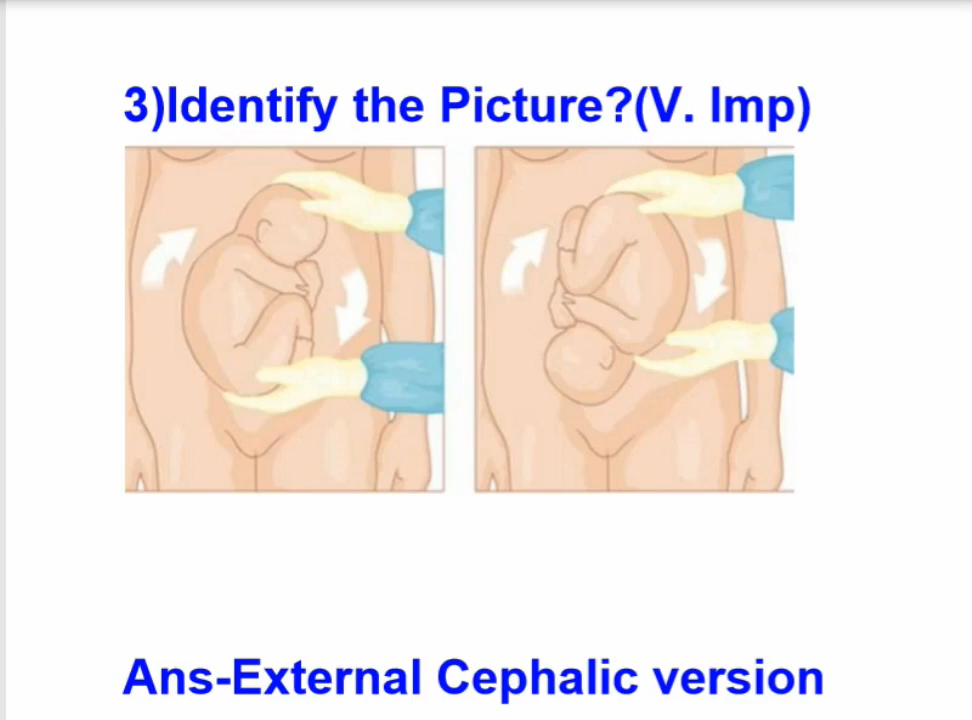 3)Identify the Picture?(V. Imp)
Ans-External Cephalic version